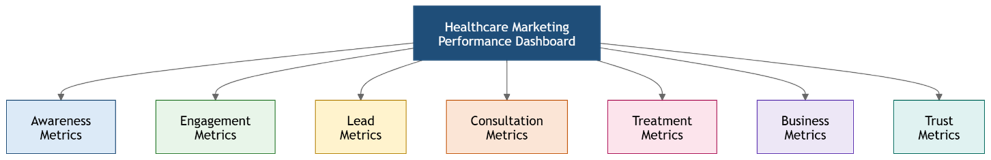 Healthcare Marketing
Performance Dashboard
Awareness
Metrics
Engagement
Metrics
Lead
Metrics
Consultation
Metrics
Treatment
Metrics
Business
Metrics
Trust
Metrics